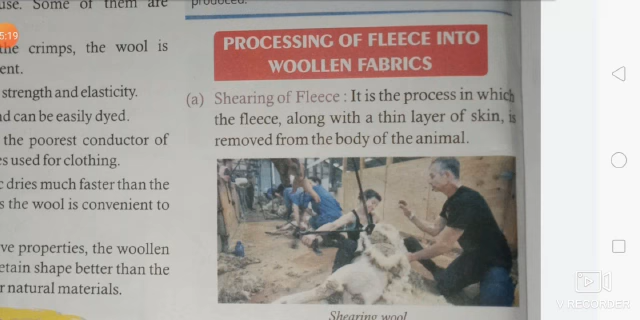 use. Some of them are
the crimps, the wool is
ent.
strength and elasticity.
nd can be easily dyed.
the poorest conductor of
es used for clothing.
c dries much faster than the
s the wool is convenient to
ve properties, the woollen
etain shape better than the
r natural materials.
produced.
PROCESSING OF FLEECE INTO
WOOLLEN FABRICS
(a) Shearing of Fleece : It is the process in which
the fleece, along with a thin layer of skin, is
removed from the body of the animal.
Shearing wool
5:19
V RECORDER